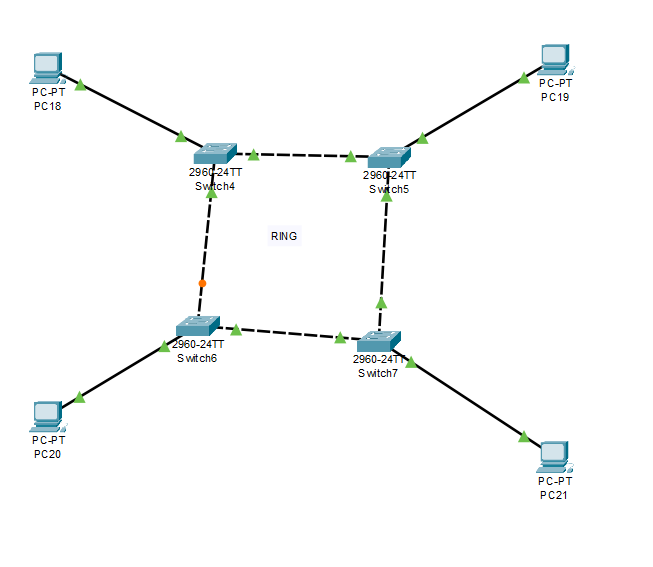 PC-PT
PC18
PC-PT
PC19
2960-24TT
Switch4
2960-24TT
Switch5
RING
2960-24TT
Switch6
2960-24TT
Switch7
PC-PT
PC20
PC-PT
PC21